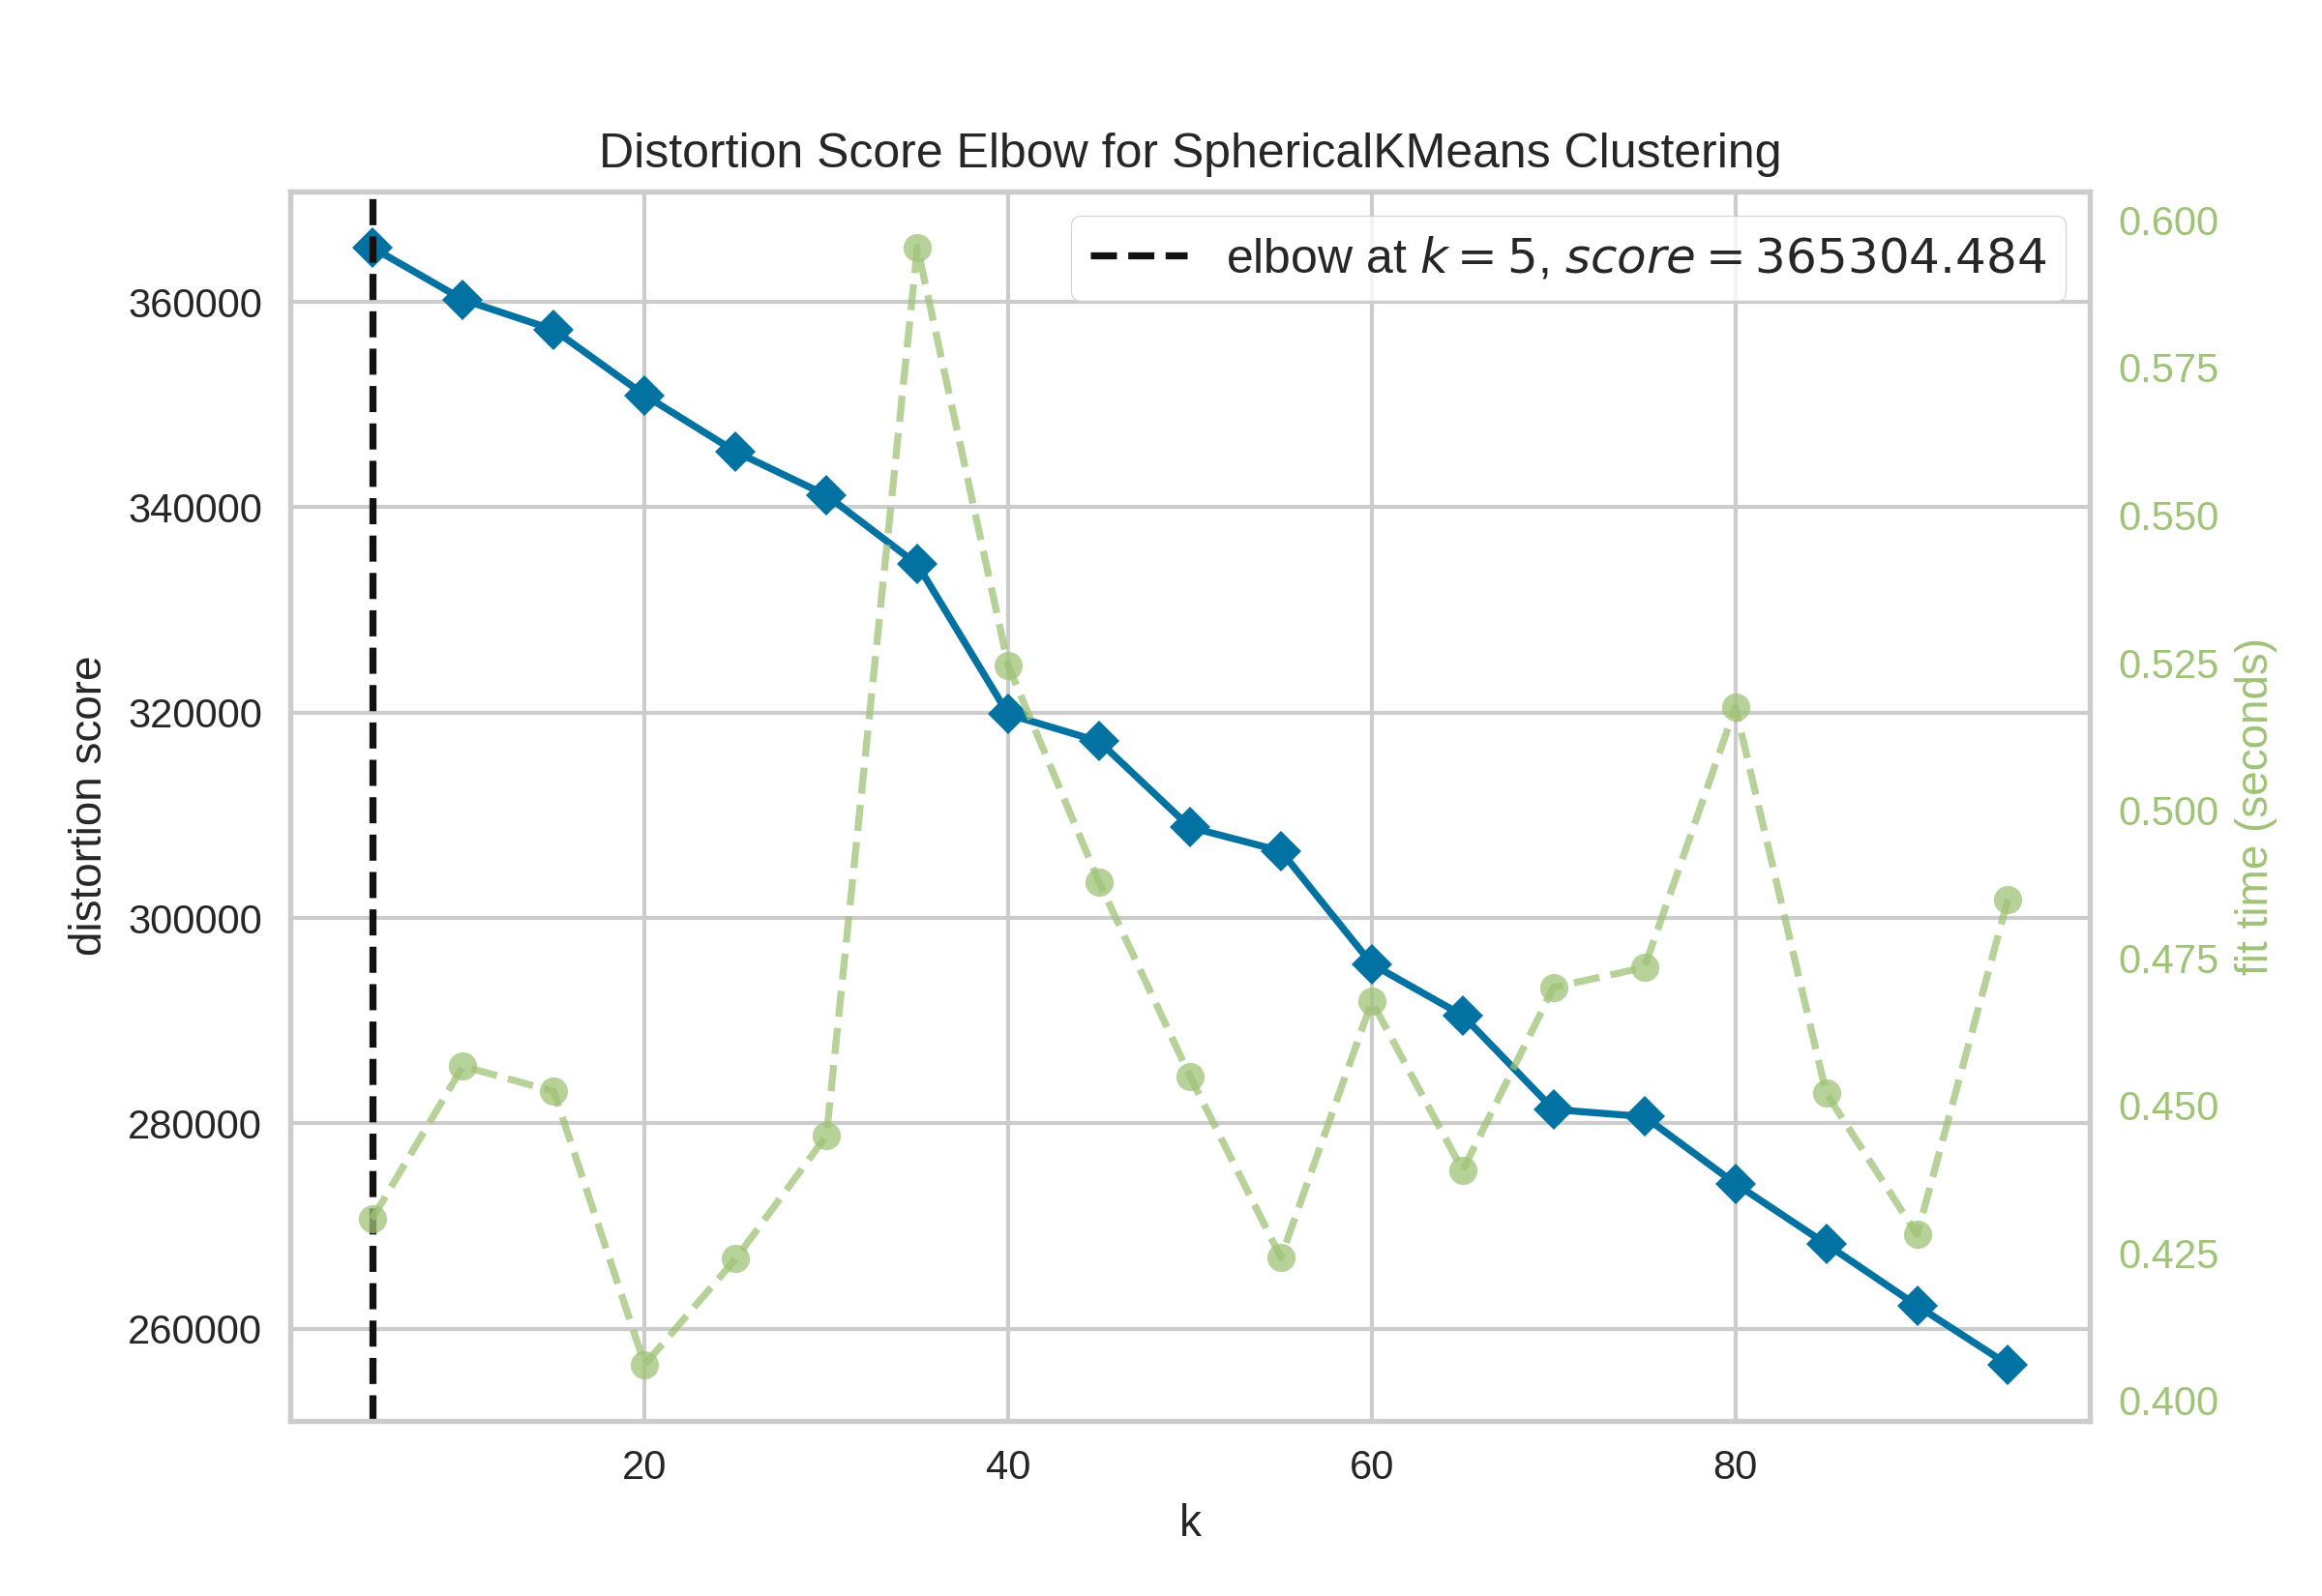 Distortion Score Elbow for SphericalKMeans Clustering
elbow at k = 5, score = 365304.484
distortion score
360000
340000
320000
300000
280000
260000
0.600
0.575
0.550
0.525
0.500
0.475
0.450
0.425
0.400
fit time (seconds)
20 40 60 80
k